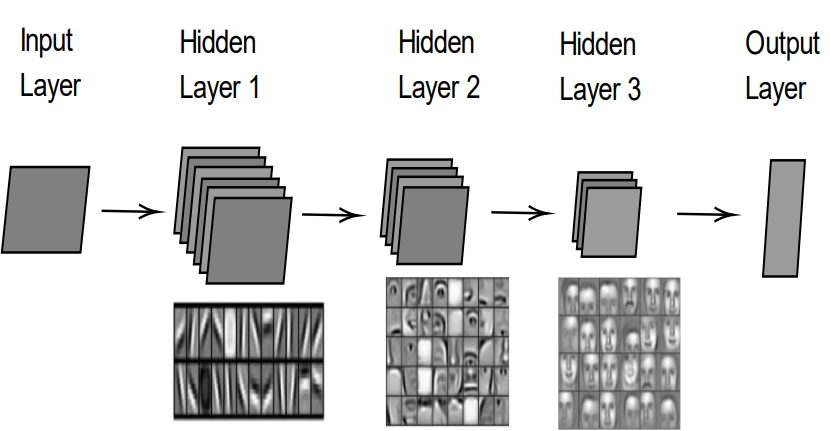 Input
Layer
Hidden
Layer 1
Hidden
Layer 2
Hidden
Layer 3
Output
Layer